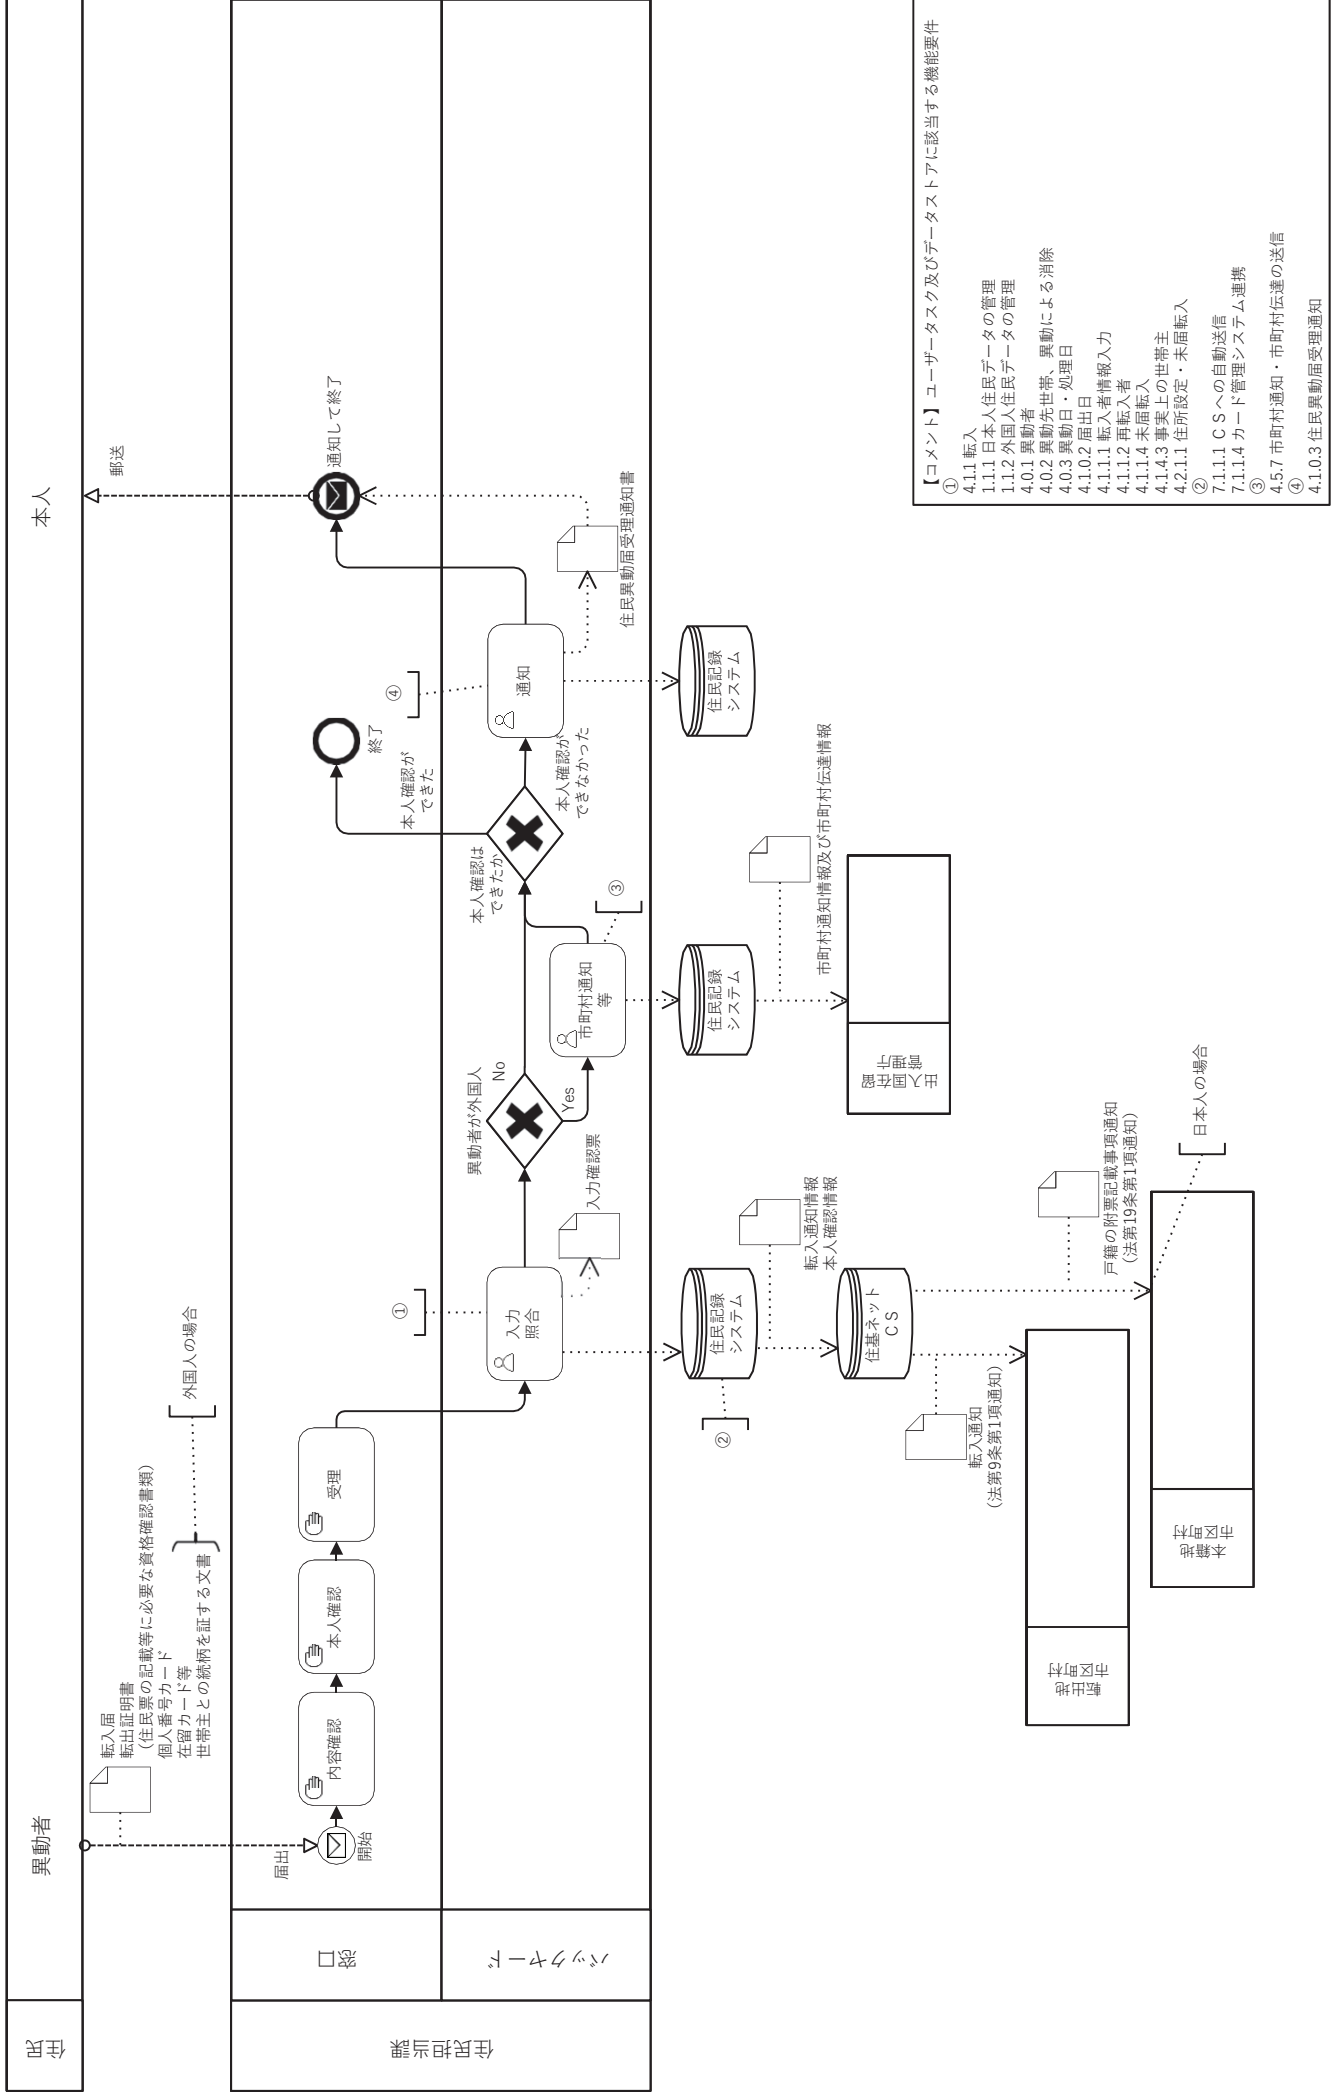 住民
異動者
本人
転入届
転出証明書
（住民票の記載等に必要な資格確認書類）
個人番号カード
在留カード等
世帯主との続柄を証する文書
外国人の場合
郵送
住民担当課
窓口
バックヤード
届出
開始
内容確認
本人確認
受理
①
入力
照合
入力確認票
異動者が外国人
No
Yes
市町村通知
等
③
本人確認は
できたか
本人確認が
できた
終了
本人確認が
できなかった
④
通知
住民異動届受理通知書
通知して終了
②
住民記録
システム
転入通知情報
本人確認情報
住基ネット
ＣＳ
転入通知
（法第9条第1項通知）
転出地
市区町村
戸籍の附票記載事項通知
（法第19条第1項通知）
本籍地
市区町村
日本人の場合
住民記録
システム
市町村通知情報及び市町村伝達情報
出入国在留
管理庁
住民記録
システム
【コメント】ユーザータスク及びデータストアに該当する機能要件
①
4.1.1 転入
1.1.1 日本人住民データの管理
1.1.2 外国人住民データの管理
4.0.1 異動者
4.0.2 異動先世帯、異動による消除
4.0.3 異動日・処理日
4.1.0.2 届出日
4.1.1.1 転入者情報入力
4.1.1.2 再転入者
4.1.1.4 未届転入
4.1.4.3 事実上の世帯主
4.2.1.1 住所設定・未届転入
②
7.1.1.1 ＣＳへの自動送信
7.1.1.4 カード管理システム連携
③
4.5.7 市町村通知・市町村伝達の送信
④
4.1.0.3 住民異動届受理通知